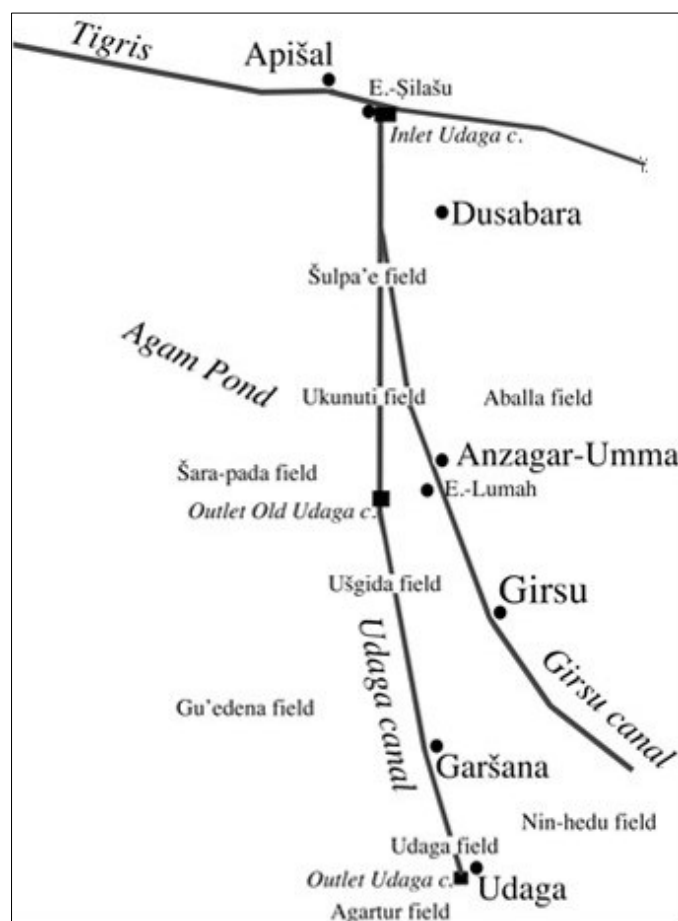 Tigris
Apišal
E.-Ṣilašu
Inlet Udaga c.
Dusabara
Šulpa’e field
Agam Pond
Ukunuti field
Aballa field
Anzagar-Umma
Šara-pada field
E.-Lumah
Outlet Old Udaga c.
Ušgida field
Girsu
Udaga canal
Girsu canal
Gu’edena field
Garšana
Nin-hedu field
Udaga field
Outlet Udaga c.
Udaga
Agartur field